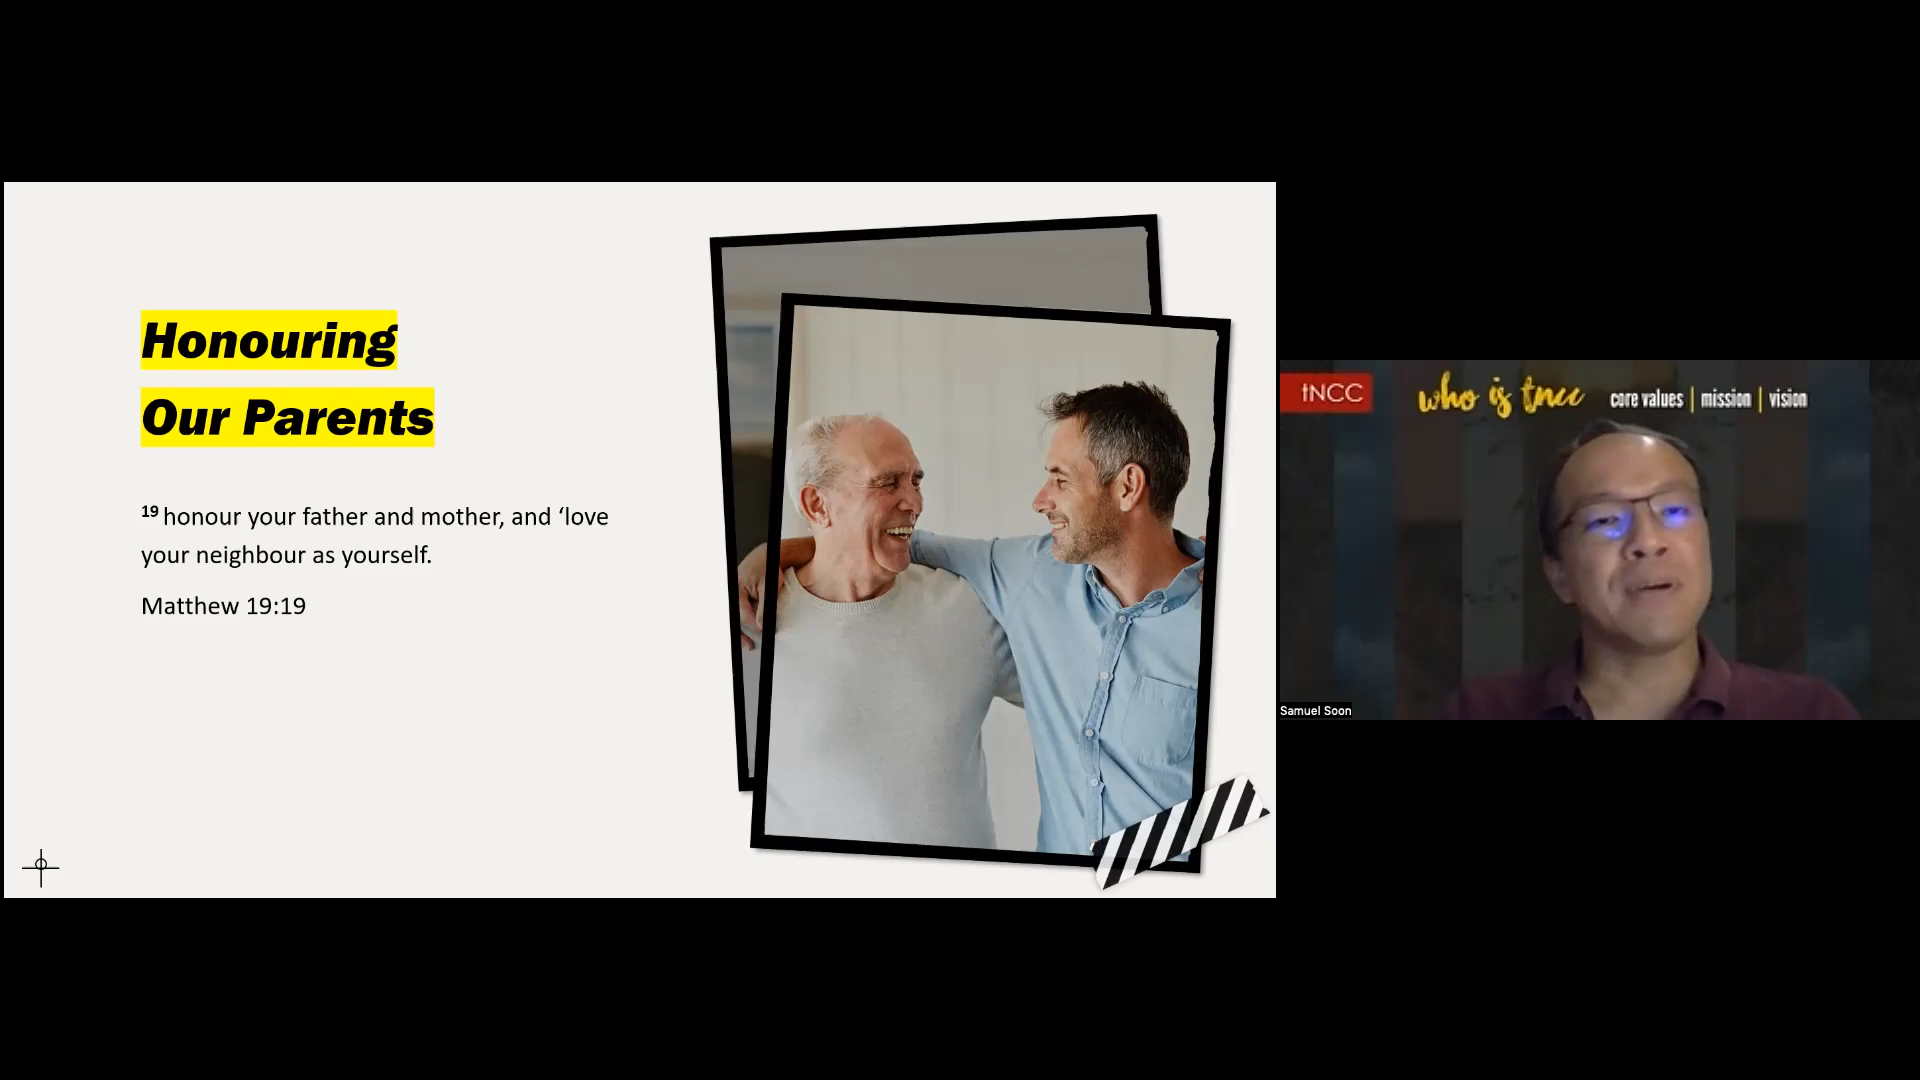 Honouring
Our Parents
19 honour your father and mother, and ‘love
your neighbour as yourself.
Matthew 19:19
tNCC
who is tncc
core values | mission | vision
Samuel Soon